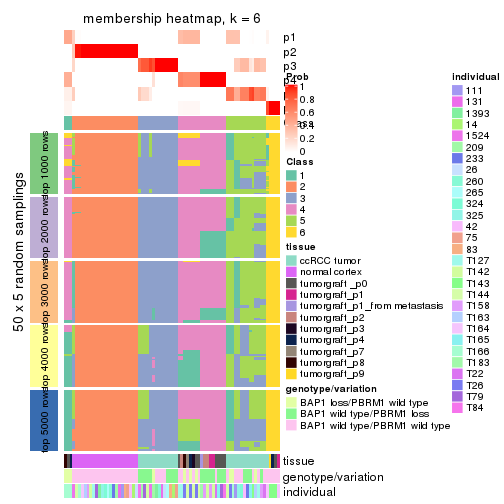 membership heatmap, k = 6
p1
p2
p3
p4
Prob
1
0.8
0.6
0.4
0.2
0
Class
1
2
3
4
5
6
tissue
ccRCC tumor
normal cortex
tumorgraft _p0
tumorgraft_p1
tumorgraft_p1_from metastasis
tumorgraft_p2
tumorgraft_p3
tumorgraft_p4
tumorgraft_p7
tumorgraft_p8
tumorgraft_p9
genotype/variation
BAP1 loss/PBRM1 wild type
BAP1 wild type/PBRM1 loss
BAP1 wild type/PBRM1 wild type
individual
111
131
1393
14
1524
209
233
26
260
265
324
325
42
75
83
T127
T142
T143
T144
T158
T163
T164
T165
T166
T183
T22
T26
T79
T84
50 x 5 random samplings
top 1000 rows
top 2000 rows
top 3000 rows
top 4000 rows
top 5000 rows
tissue
genotype/variation
individual